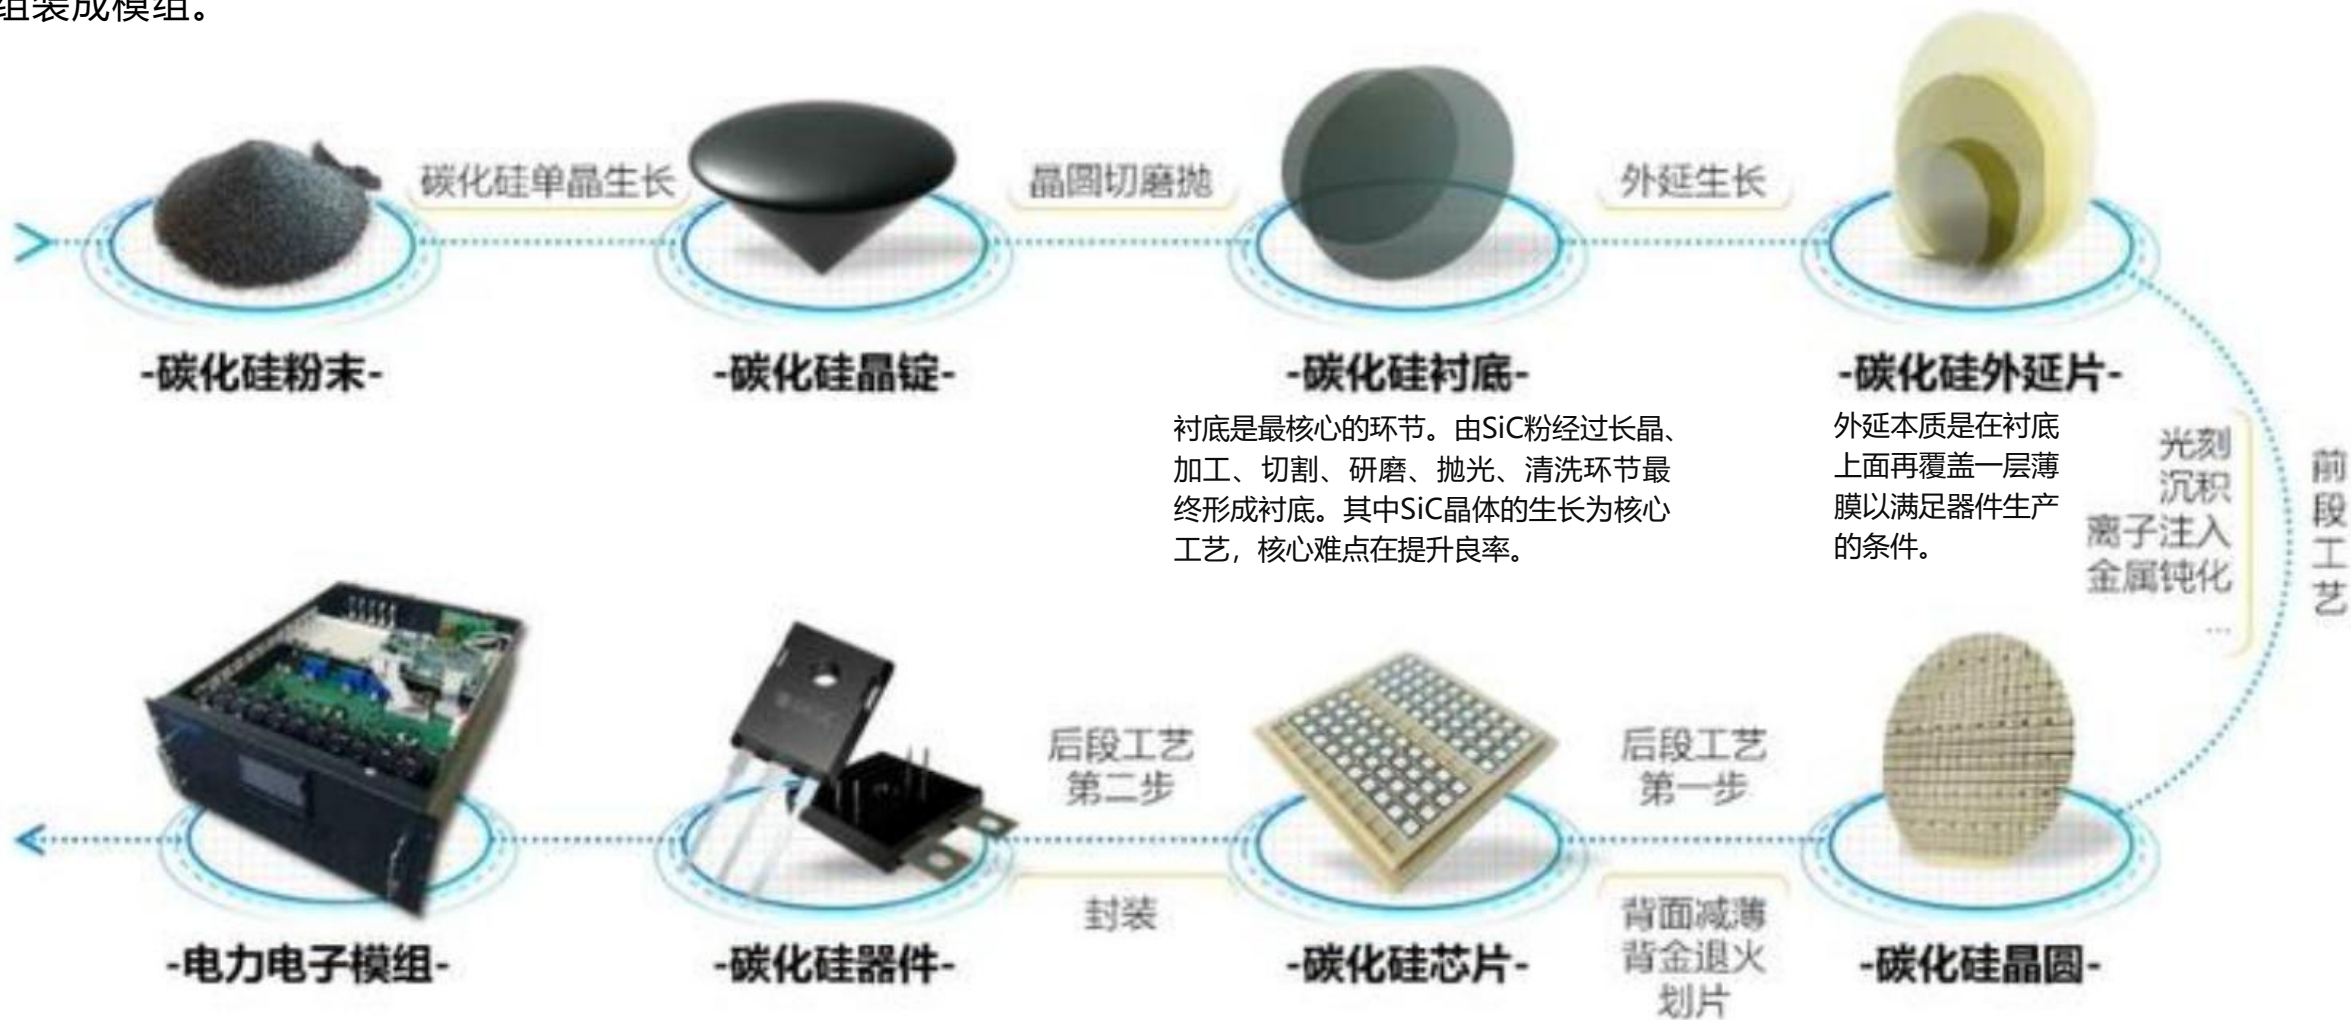 组装成模组。
碳化硅单晶生长
晶圆切磨抛
外延生长
-碳化硅粉末-
-碳化硅晶锭-
-碳化硅衬底-
-碳化硅外延片-
衬底是最核心的环节。由SiC粉经过长晶、
加工、切割、研磨、抛光、清洗环节最
终形成衬底。其中SiC晶体的生长为核心
工艺，核心难点在提升良率。
外延本质是在衬底
上面再覆盖一层薄
膜以满足器件生产
的条件。
光刻
沉积
离子注入
金属钝化
...
前段工艺
后段工艺
第二步
后段工艺
第一步
封装
背面减薄
背金退火
划片
-电力电子模组-
-碳化硅器件-
-碳化硅芯片-
-碳化硅晶圆-